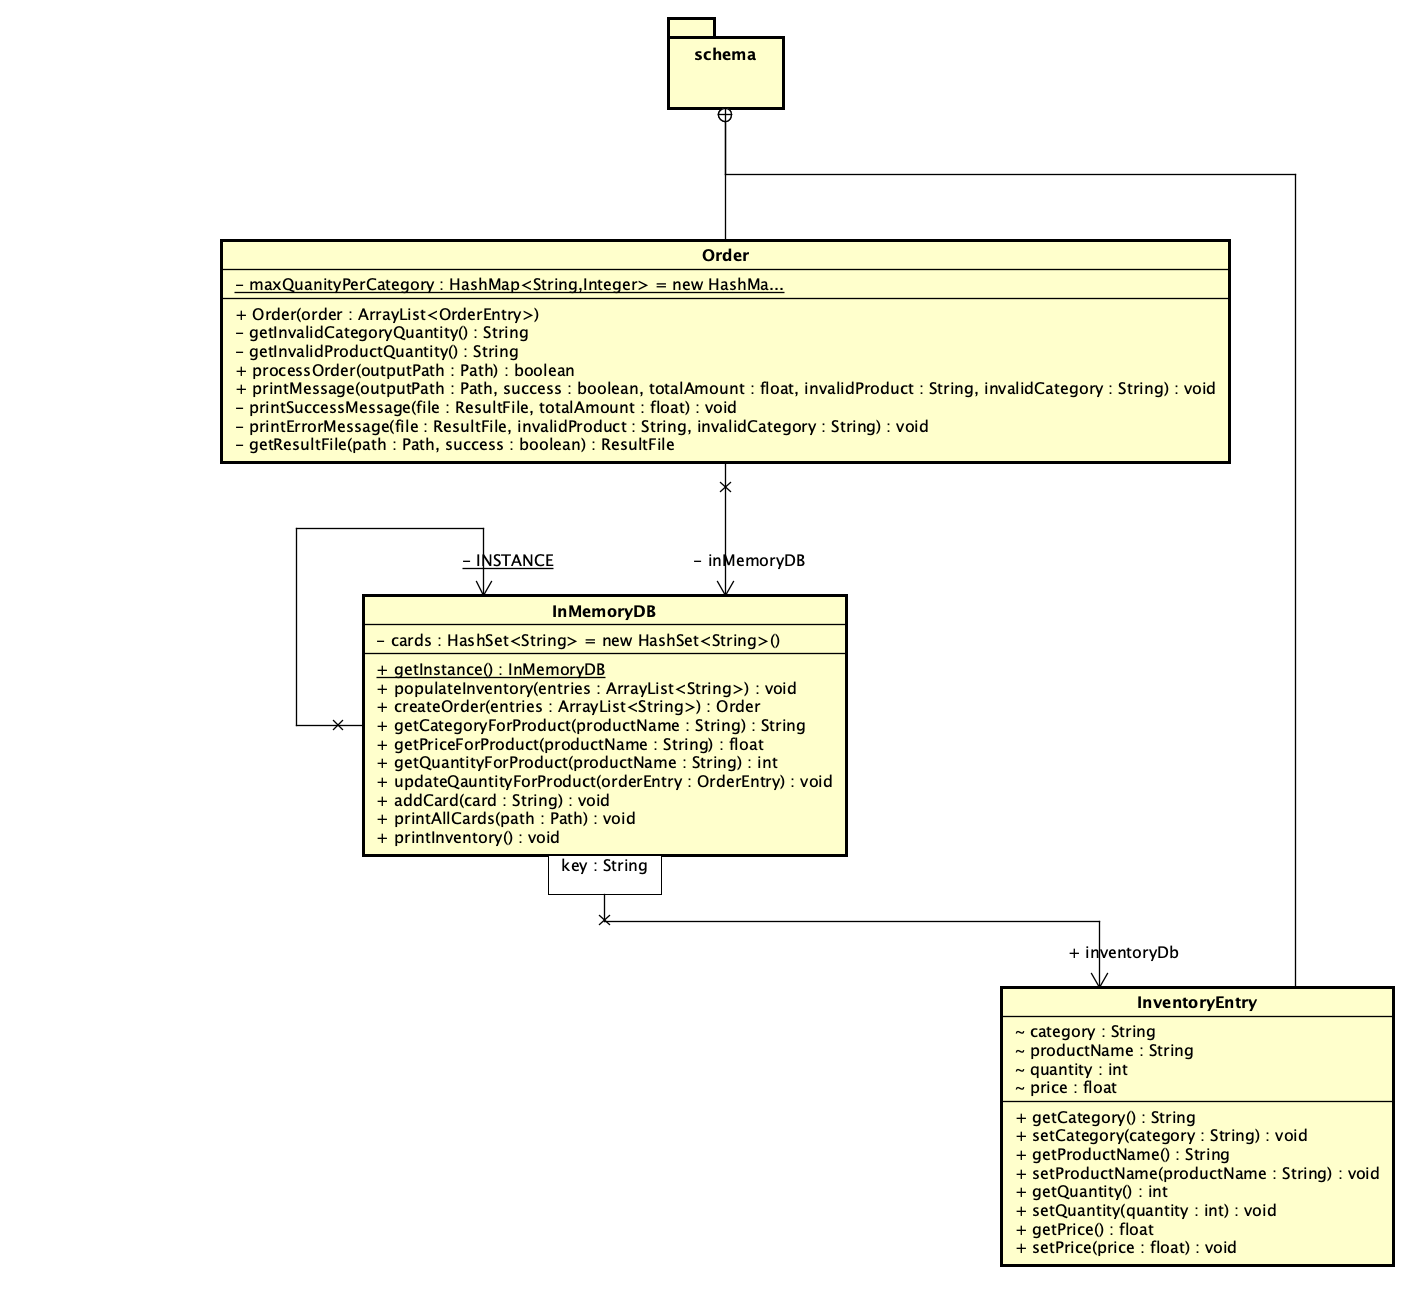 schema
Order
- maxQuanityPerCategory : HashMap<String,Integer> = new HashMa...
+ Order(order : ArrayList<OrderEntry>)
- getInvalidCategoryQuantity() : String
- getInvalidProductQuantity() : String
+ processOrder(outputPath : Path) : boolean
+ printMessage(outputPath : Path, success : boolean, totalAmount : float, invalidProduct : String, invalidCategory : String) : void
- printSuccessMessage(file : ResultFile, totalAmount : float) : void
- printErrorMessage(file : ResultFile, invalidProduct : String, invalidCategory : String) : void
- getResultFile(path : Path, success : boolean) : ResultFile
- INSTANCE
- inMemoryDB
InMemoryDB
- cards : HashSet<String> = new HashSet<String>()
+ getInstance() : InMemoryDB
+ populateInventory(entries : ArrayList<String>) : void
+ createOrder(entries : ArrayList<String>) : Order
+ getCategoryForProduct(productName : String) : String
+ getPriceForProduct(productName : String) : float
+ getQuantityForProduct(productName : String) : int
+ updateQauntityForProduct(orderEntry : OrderEntry) : void
+ addCard(card : String) : void
+ printAllCards(path : Path) : void
+ printInventory() : void
key : String
+ inventoryDb
InventoryEntry
~ category : String
~ productName : String
~ quantity : int
~ price : float
+ getCategory() : String
+ setCategory(category : String) : void
+ getProductName() : String
+ setProductName(productName : String) : void
+ getQuantity() : int
+ setQuantity(quantity : int) : void
+ getPrice() : float
+ setPrice(price : float) : void